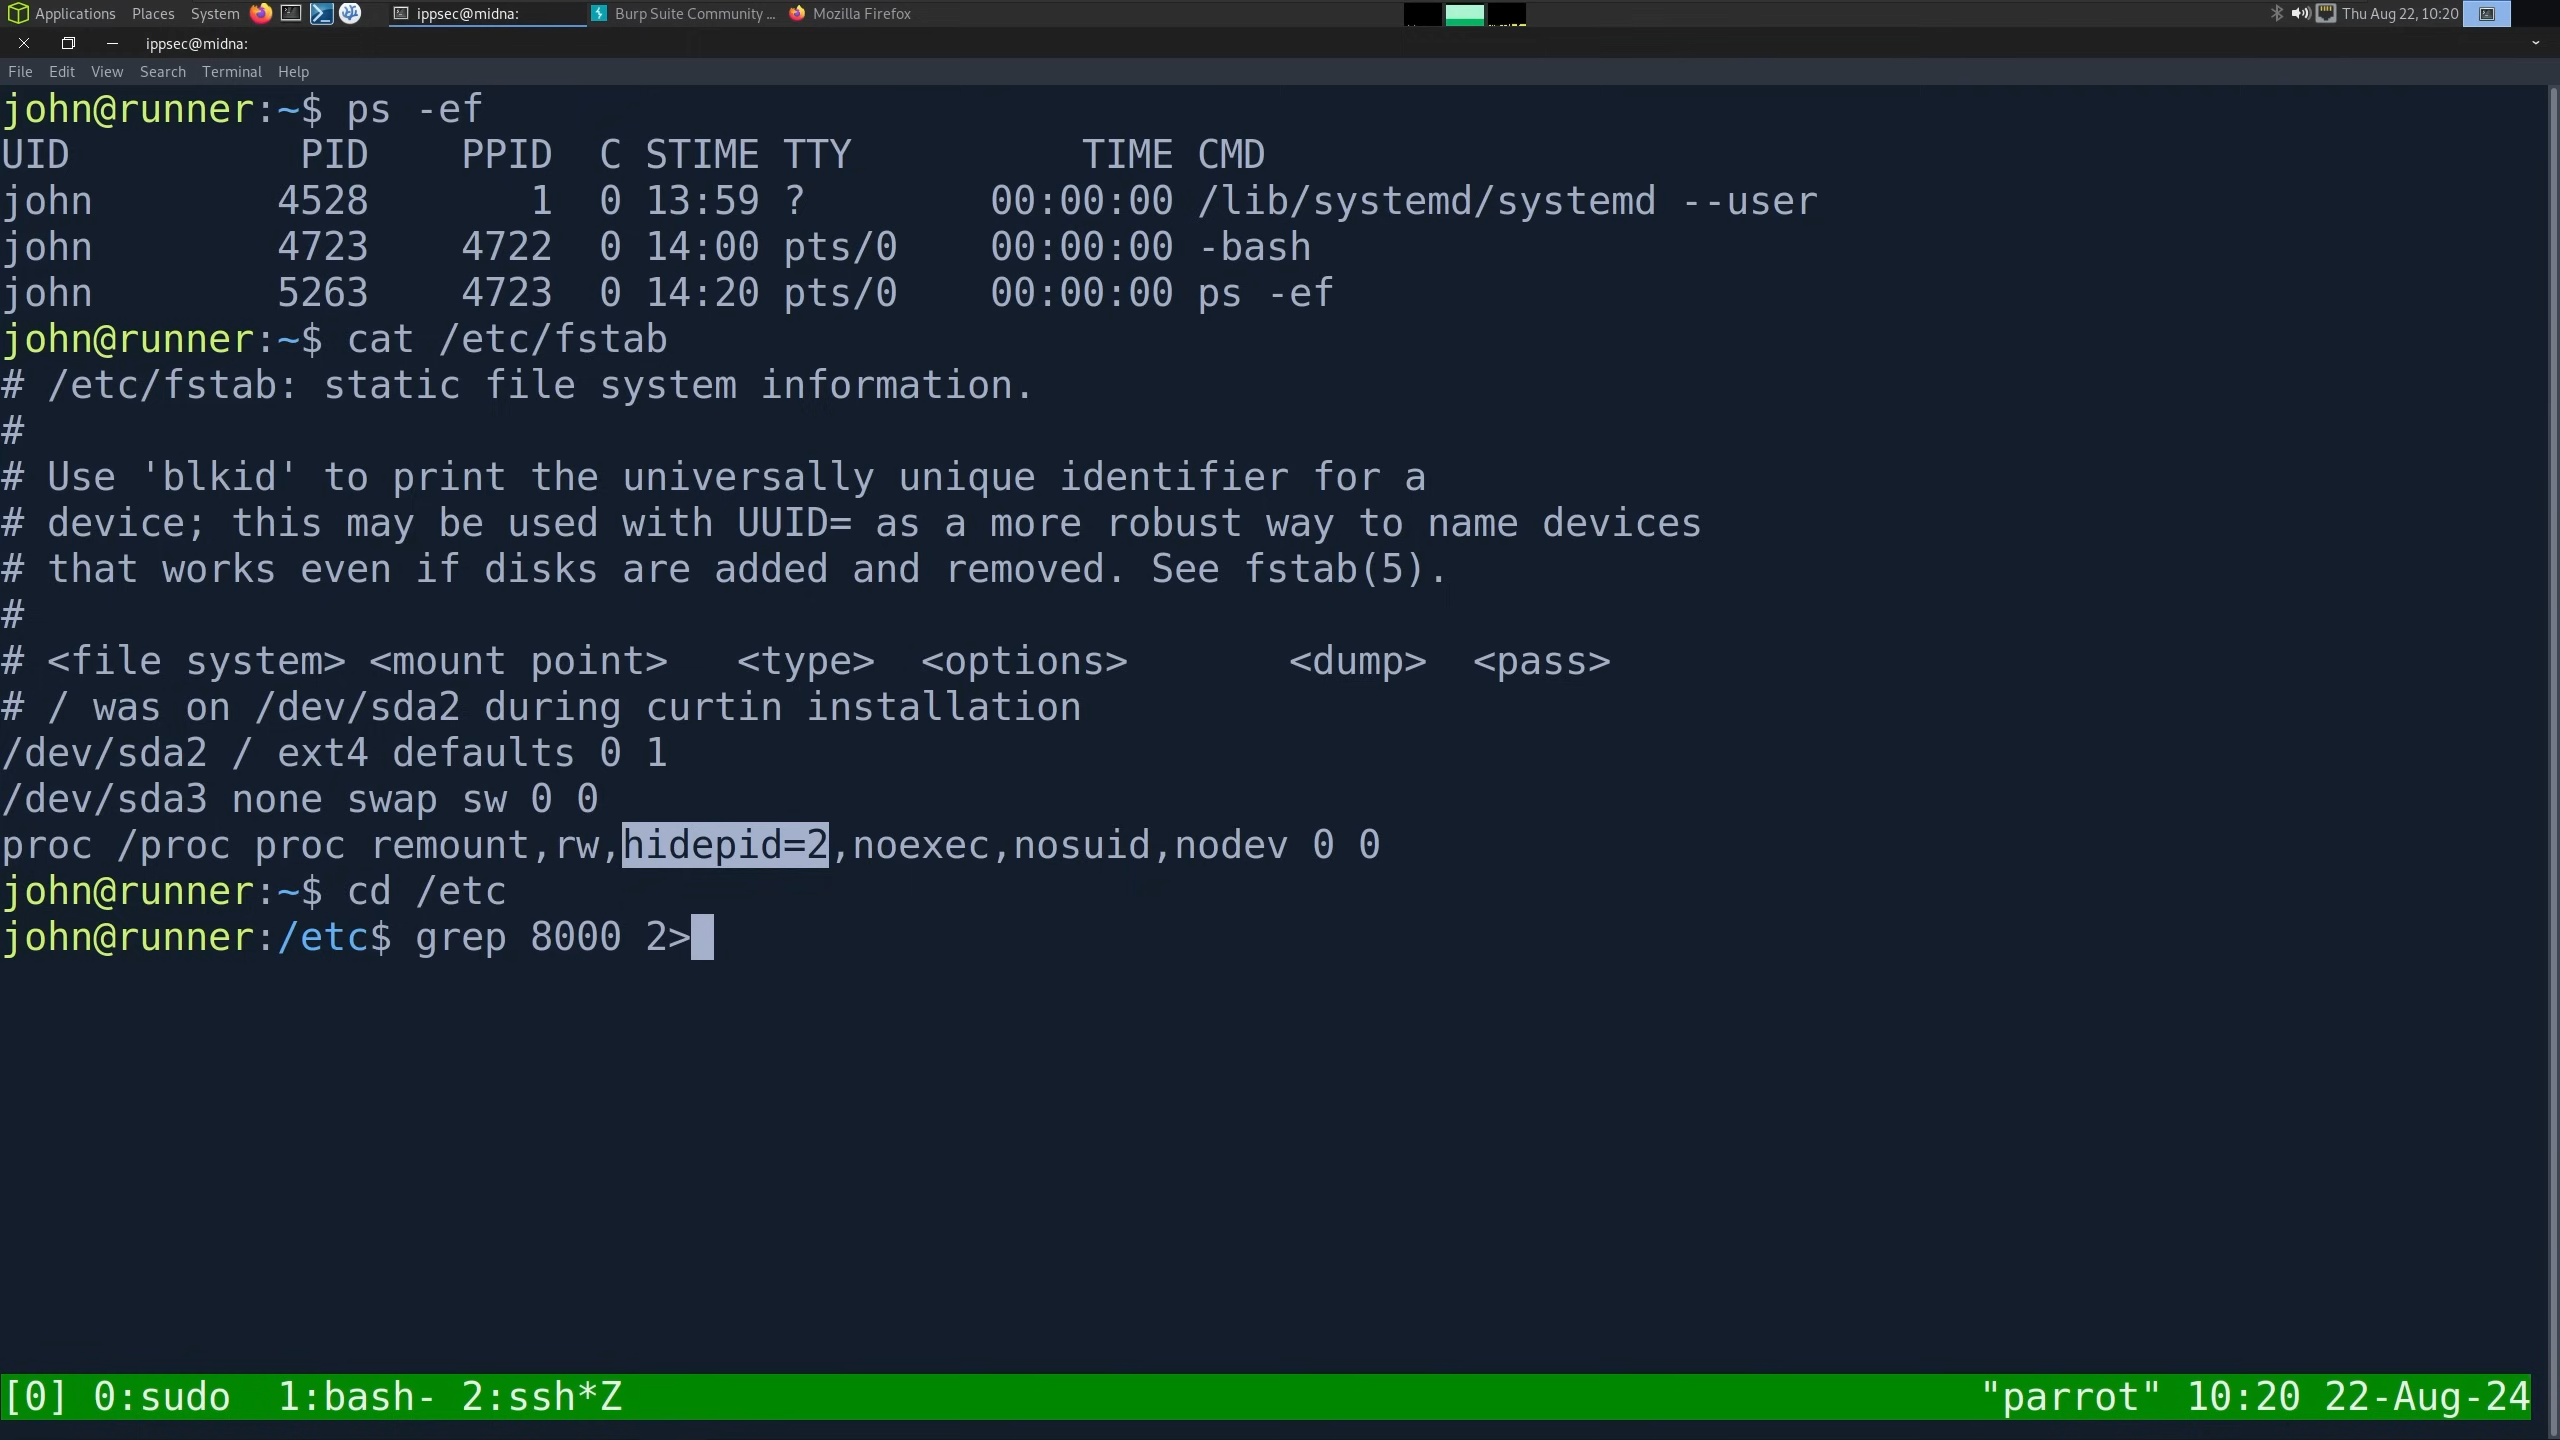 Applications Places System ippsec@midna: Burp Suite Community ... Mozilla Firefox Thu Aug 22, 10:20
ippsec@midna:
File Edit View Search Terminal Help
john@runner:~$ ps -ef
UID          PID    PPID  C STIME TTY          TIME CMD
john        4528       1  0 13:59 ?        00:00:00 /lib/systemd/systemd --user
john        4723    4722  0 14:00 pts/0    00:00:00 -bash
john        5263    4723  0 14:20 pts/0    00:00:00 ps -ef
john@runner:~$ cat /etc/fstab
# /etc/fstab: static file system information.
#
# Use 'blkid' to print the universally unique identifier for a
# device; this may be used with UUID= as a more robust way to name devices
# that works even if disks are added and removed. See fstab(5).
#
# <file system> <mount point>   <type>  <options>       <dump>  <pass>
# / was on /dev/sda2 during curtin installation
/dev/sda2 / ext4 defaults 0 1
/dev/sda3 none swap sw 0 0
proc /proc proc remount,rw,hidepid=2,noexec,nosuid,nodev 0 0
john@runner:~$ cd /etc
john@runner:/etc$ grep 8000 2>
[0] 0:sudo  1:bash- 2:ssh*Z "parrot" 10:20 22-Aug-24